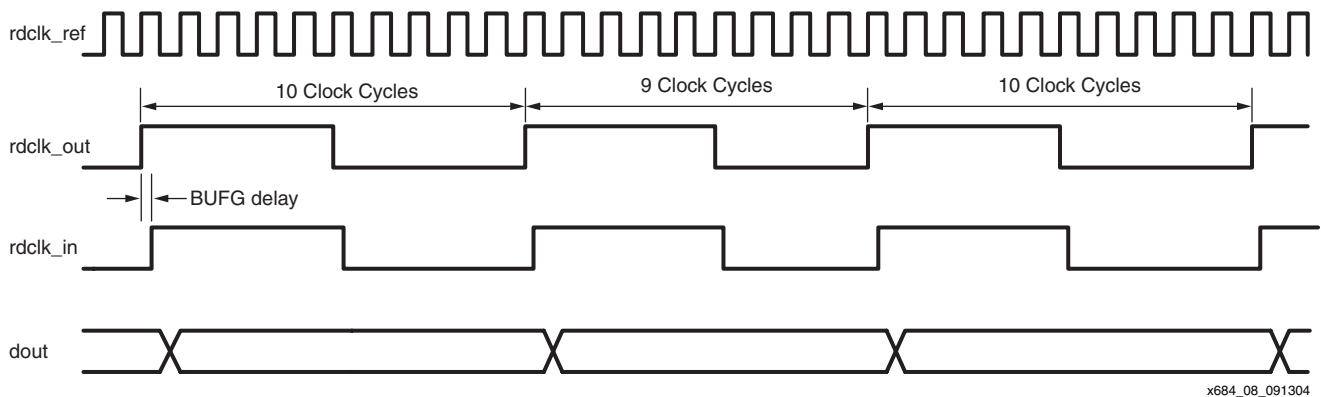 rdclk_ref
10 Clock Cycles
9 Clock Cycles
10 Clock Cycles
rdclk_out
BUFG delay
rdclk_in
dout
x684_08_091304